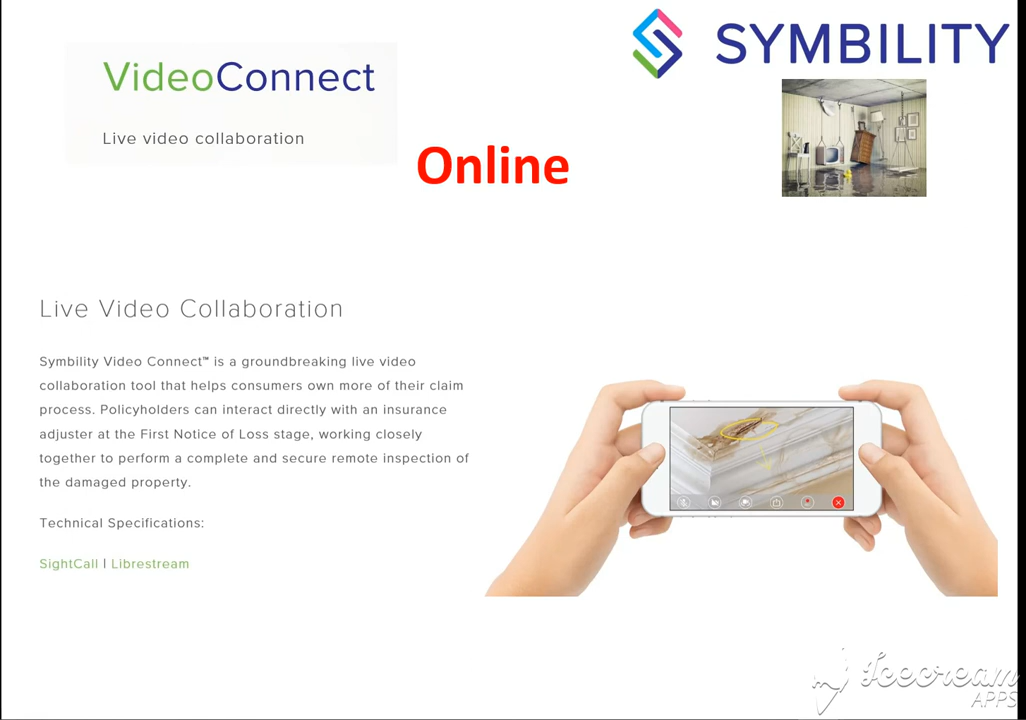 SYMBILITY
VideoConnect
Live video collaboration
Online
Live Video Collaboration
Symbility Video Connect™ is a groundbreaking live video
collaboration tool that helps consumers own more of their claim
process. Policyholders can interact directly with an insurance
adjuster at the First Notice of Loss stage, working closely
together to perform a complete and secure remote inspection of
the damaged property.
Technical Specifications:
SightCall | Librestream
Icecream
APPS